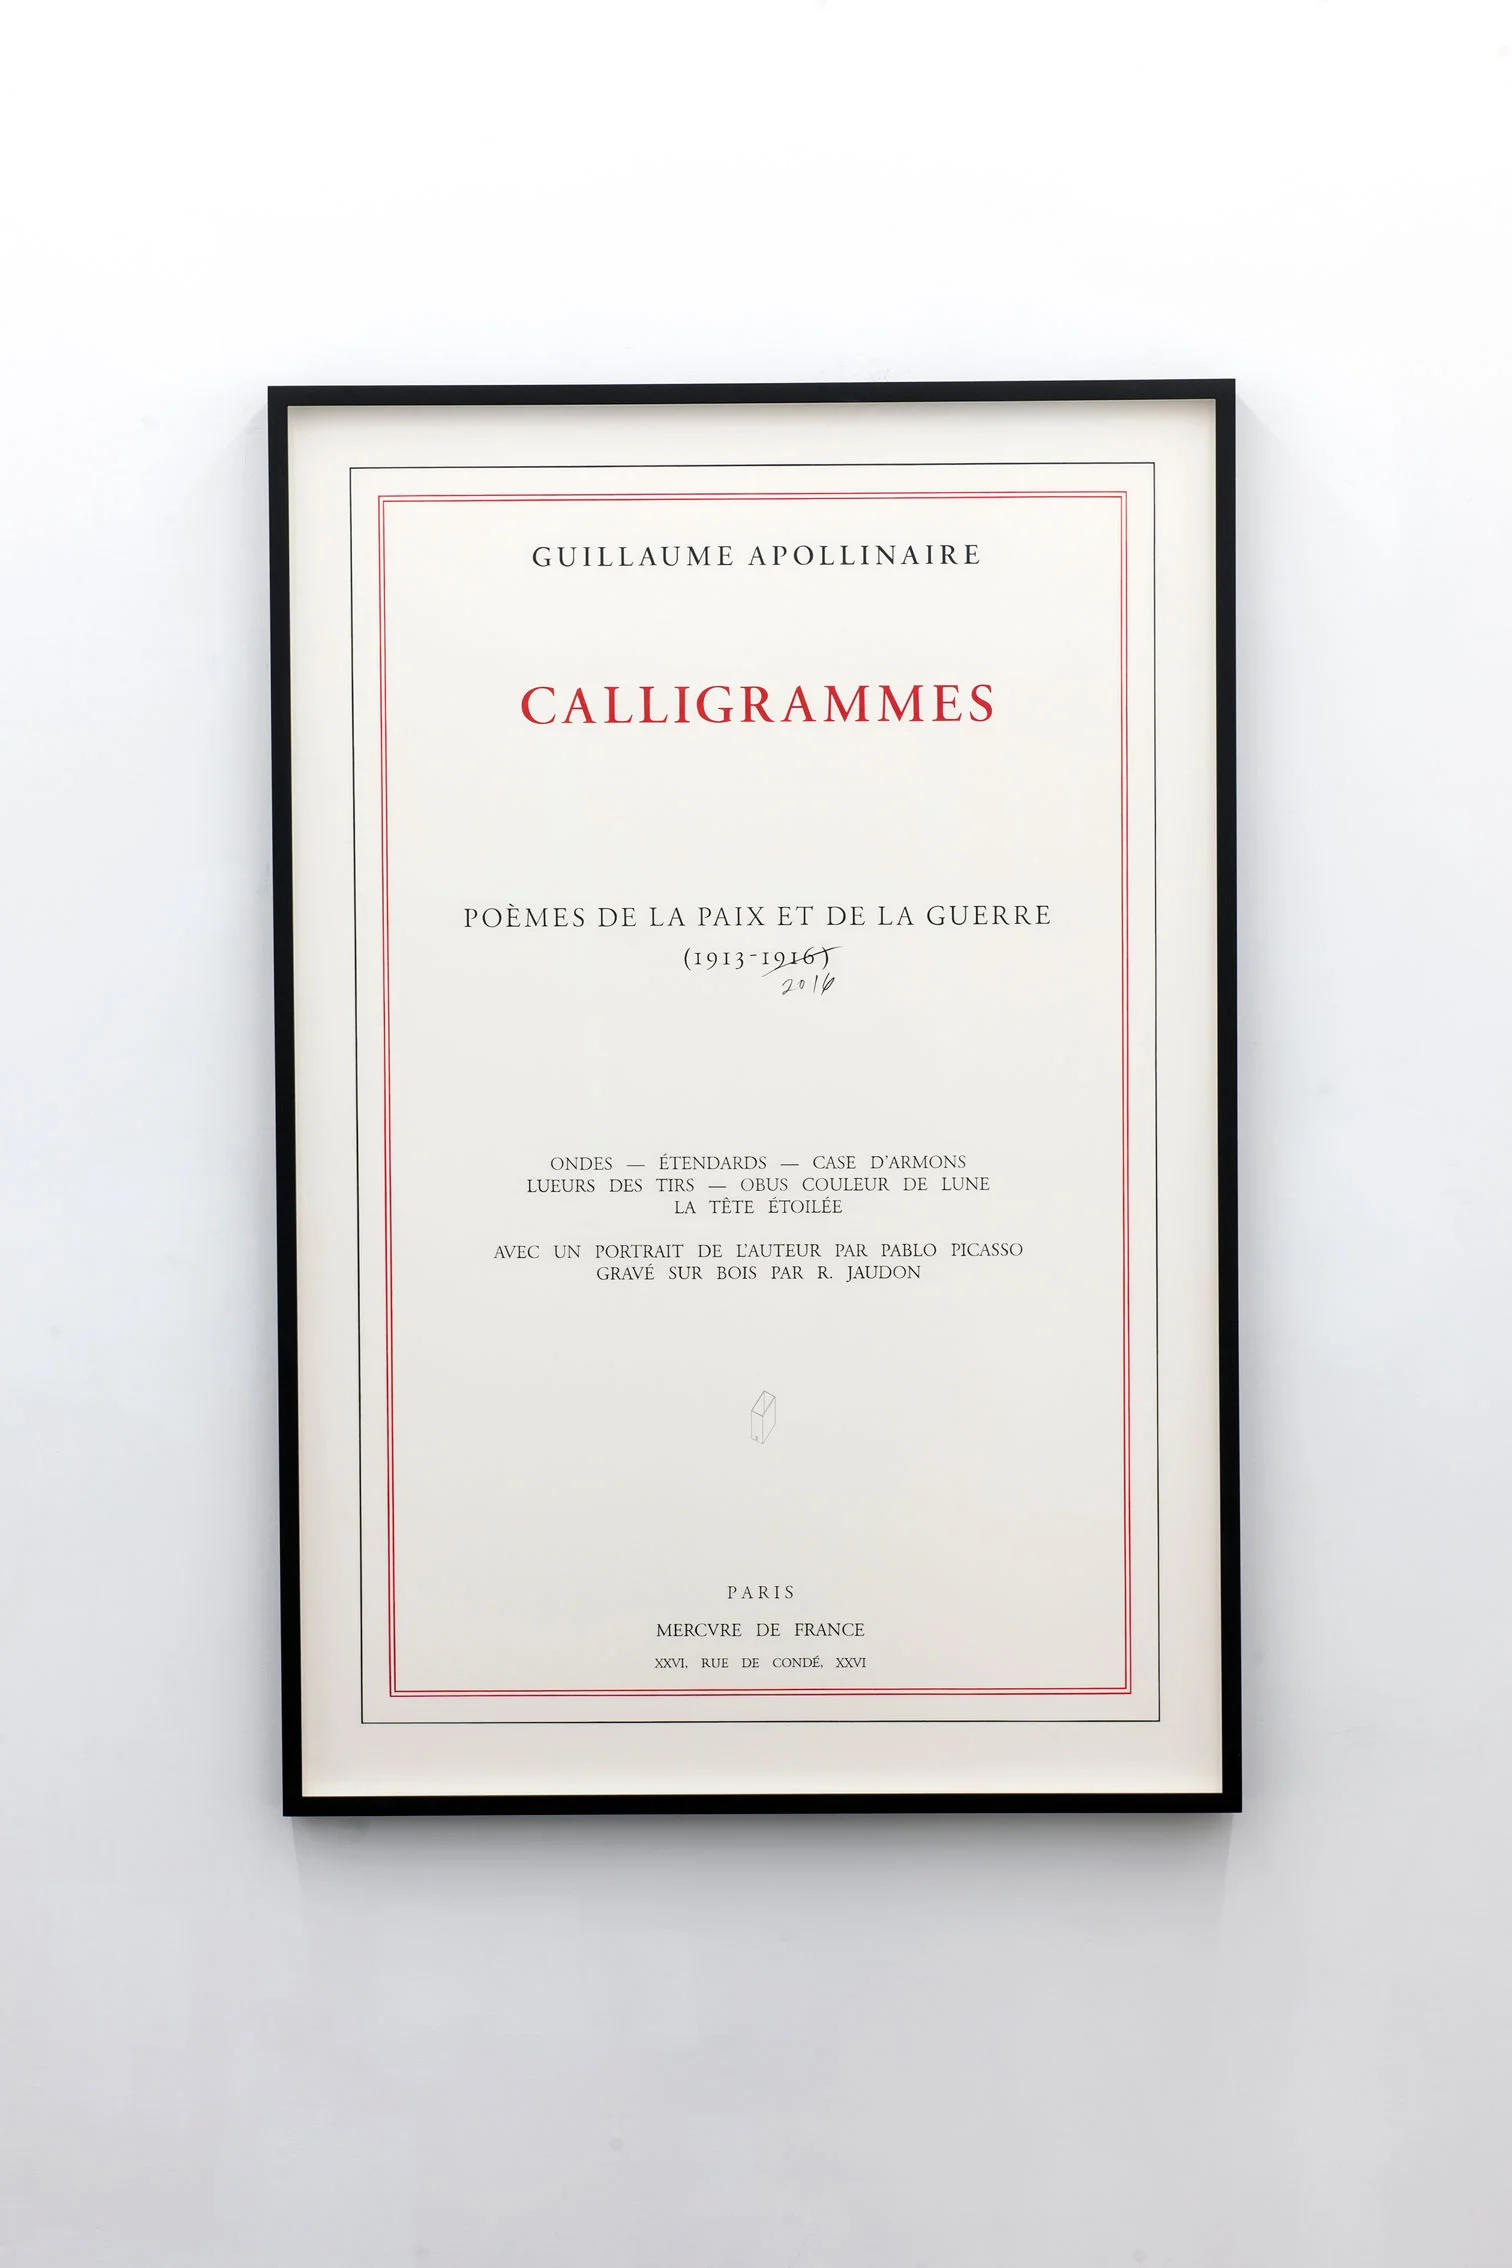 GUILLAUME APOLLINAIRE
CALLIGRAMMES
POÈMES DE LA PAIX ET DE LA GUERRE
(1913-1916)
2016
ONDES — ÉTENDARDS — CASE D'ARMONS
LUEURS DES TIRS — OBUS COULEUR DE LUNE
LA TÊTE ÉTOILÉE
AVEC UN PORTRAIT DE L'AUTEUR PAR PABLO PICASSO
GRAVÉ SUR BOIS PAR R. JAUDON
PARIS
MERCVRE DE FRANCE
XXVI, RUE DE CONDÉ, XXVI